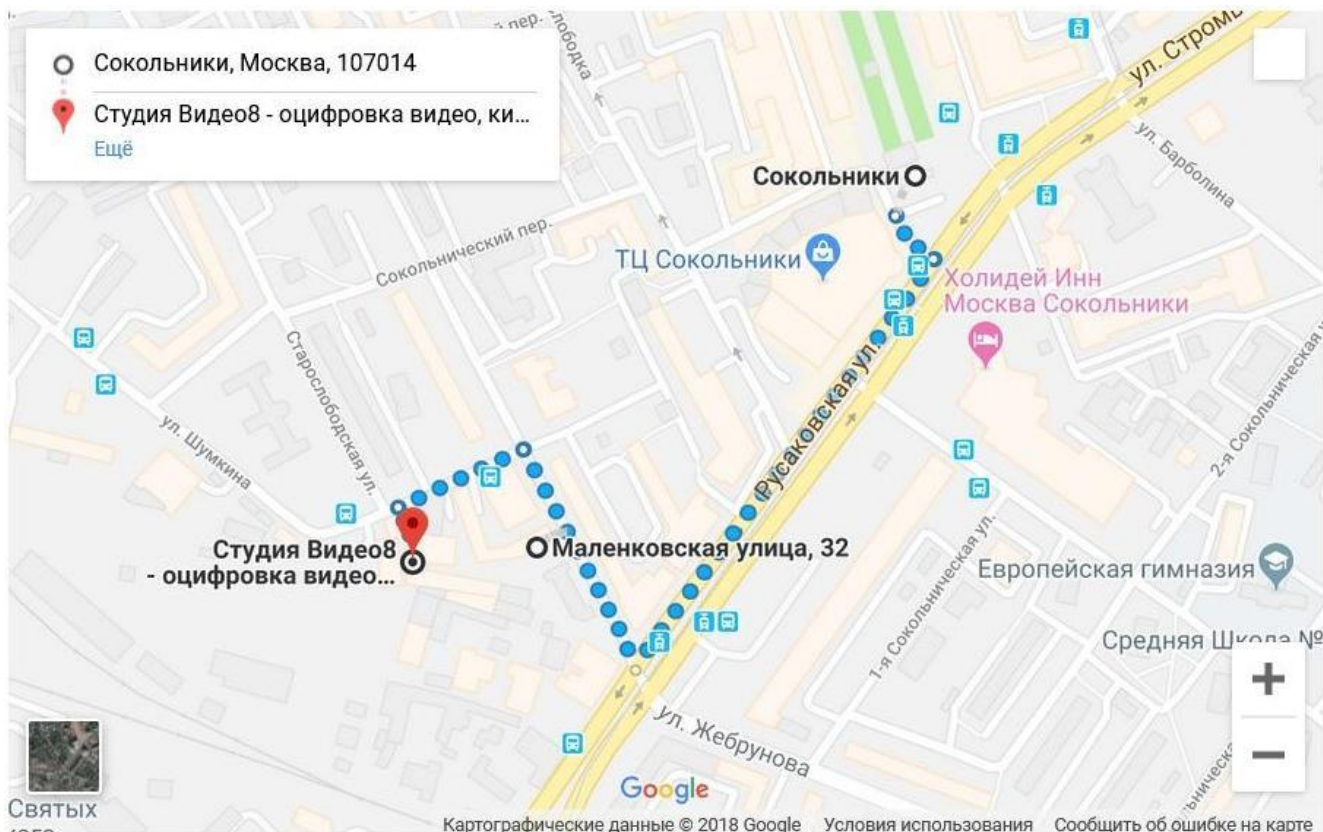 Сокольники, Москва, 107014
Студия Видео8 - оцифровка видео, ки...
Ещё
пер.
ул. Стром
ул. Барболина
Сокольники
Сокольнический пер.
ТЦ Сокольники
Холидей Инн
Москва Сокольники
Старослободская ул.
2-я Сокольническая
ул. Шумкина
Русаковская ул.
Студия Видео8
- оцифровка видео...
Маленковская улица, 32
1-я Сокольническая ул.
Европейская гимназия
Средняя Школа №
ул. Жебрунова
Google
Святых
Картографические данные © 2018 Google Условия использования Сообщить об ошибке на карте